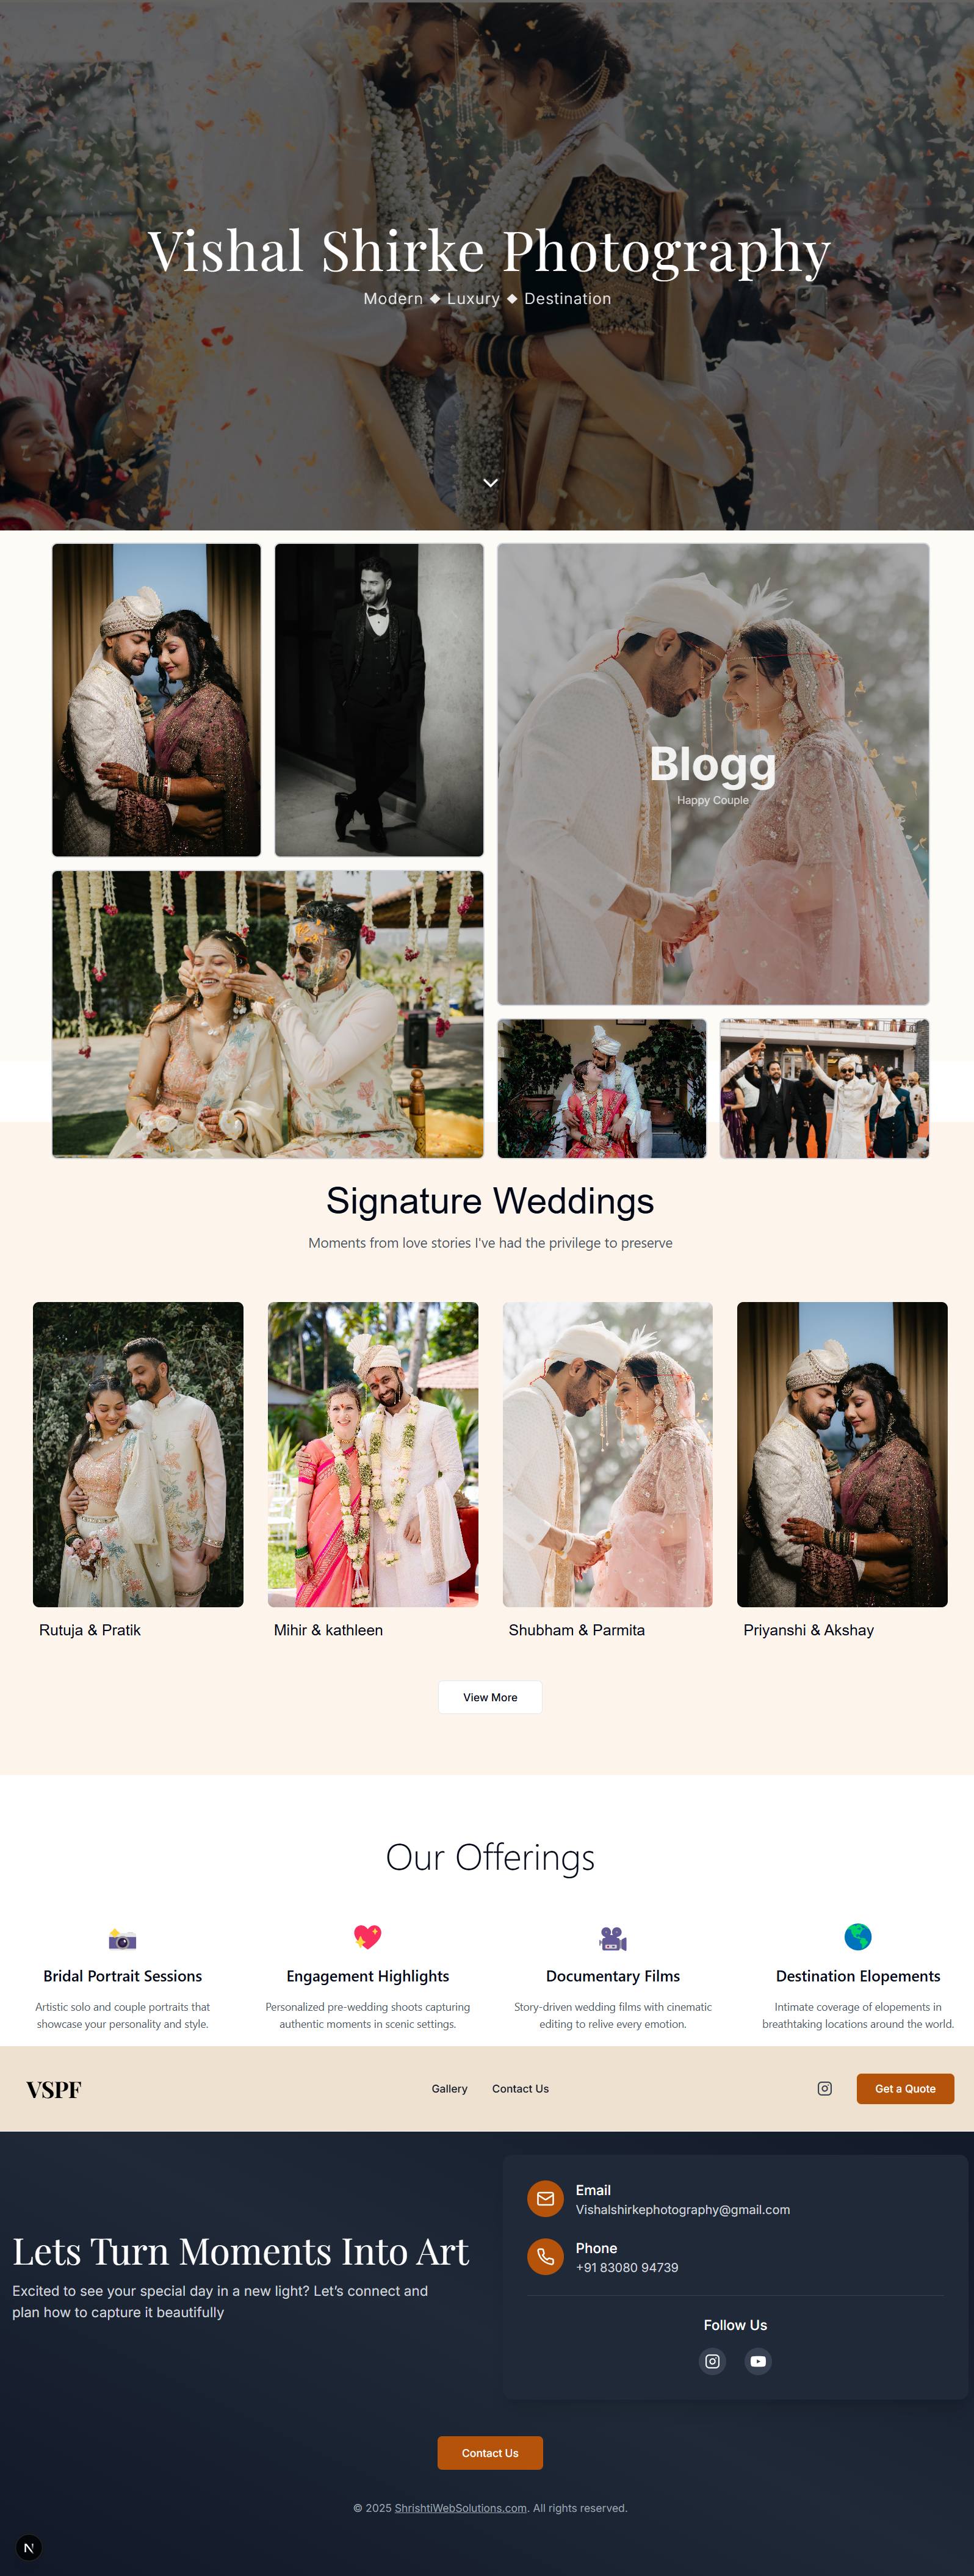 Vishal Shirke Photography
Modern ◆ Luxury ◆ Destination
Blogg
Happy Couple
Signature Weddings
Moments from love stories I've had the privilege to preserve
Rutuja & Pratik
Mihir & kathleen
Shubham & Parmita
Priyanshi & Akshay
View More
Our Offerings
Bridal Portrait Sessions
Artistic solo and couple portraits that
showcase your personality and style.
Engagement Highlights
Personalized pre-wedding shoots capturing
authentic moments in scenic settings.
Documentary Films
Story-driven wedding films with cinematic
editing to relive every emotion.
Destination Elopements
Intimate coverage of elopements in
breathtaking locations around the world.
VSPF
Gallery
Contact Us
Get a Quote
Lets Turn Moments Into Art
Excited to see your special day in a new light? Let’s connect and
plan how to capture it beautifully
Email
Vishalshirkephotography@gmail.com
Phone
+91 83080 94739
Follow Us
Contact Us
© 2025 ShrishtiWebSolutions.com. All rights reserved.
N